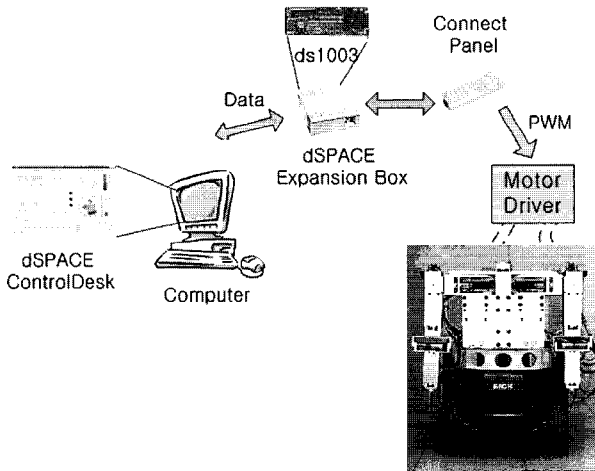 ds1003
Connect
Panel
Data
PWM
dSPACE
Expansion Box
Motor
Driver
dSPACE
ControlDesk
Computer